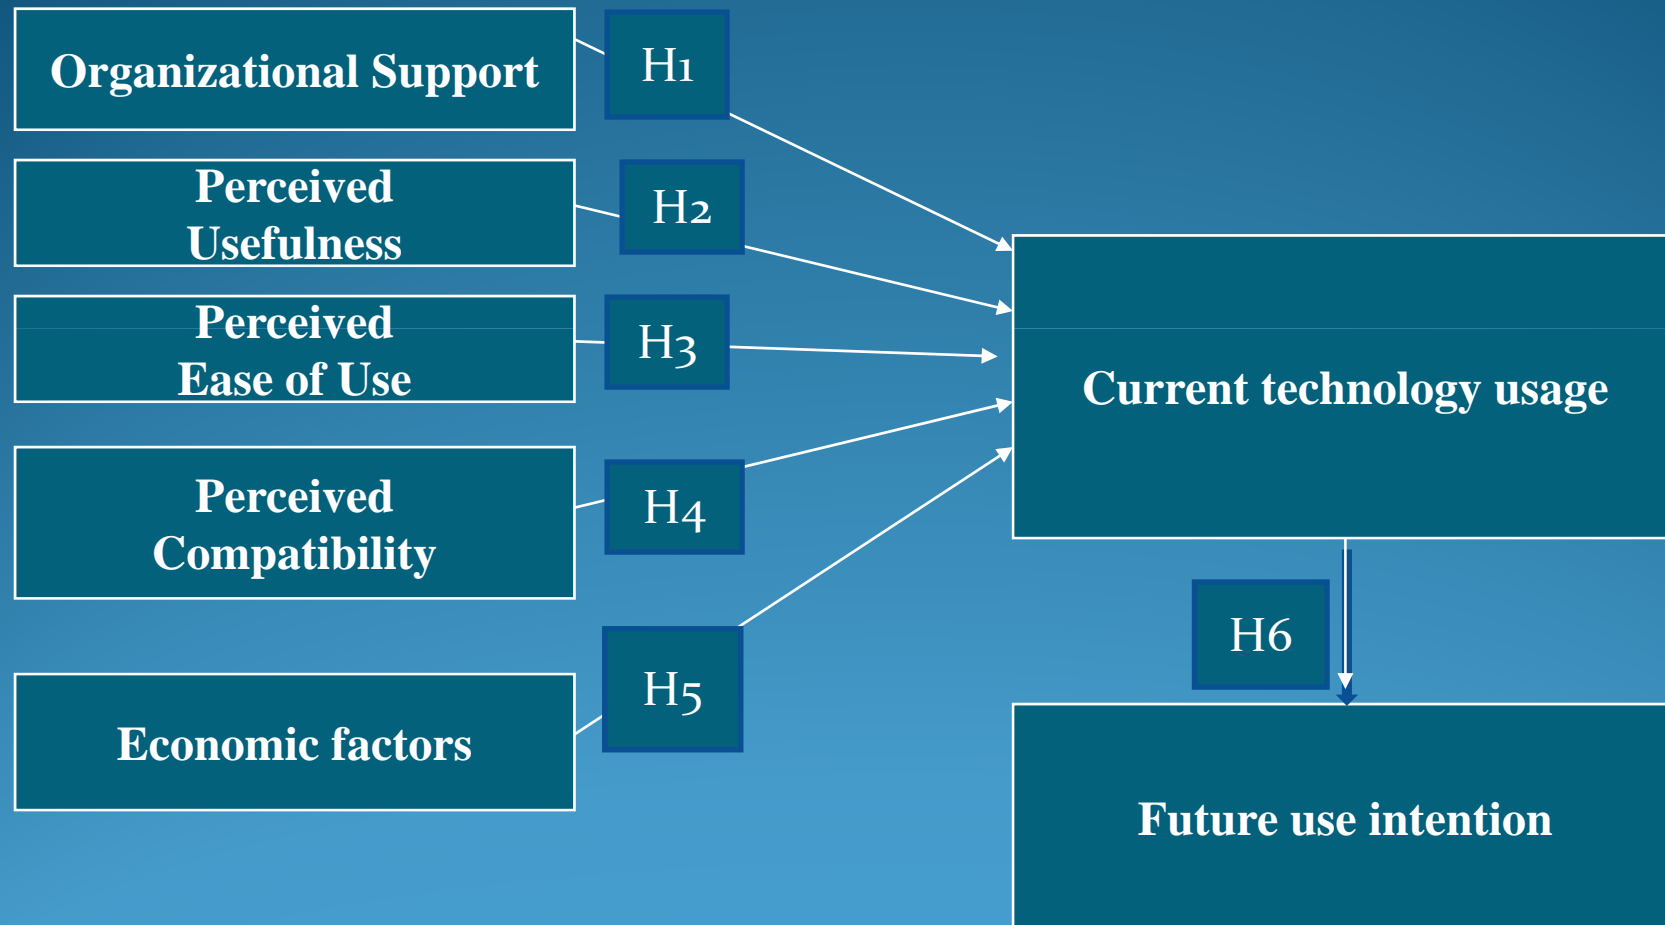 Organizational Support
H1
Perceived
Usefulness
H2
Perceived
Ease of Use
H3
Perceived
Compatibility
H4
Economic factors
H5
Current technology usage
H6
Future use intention